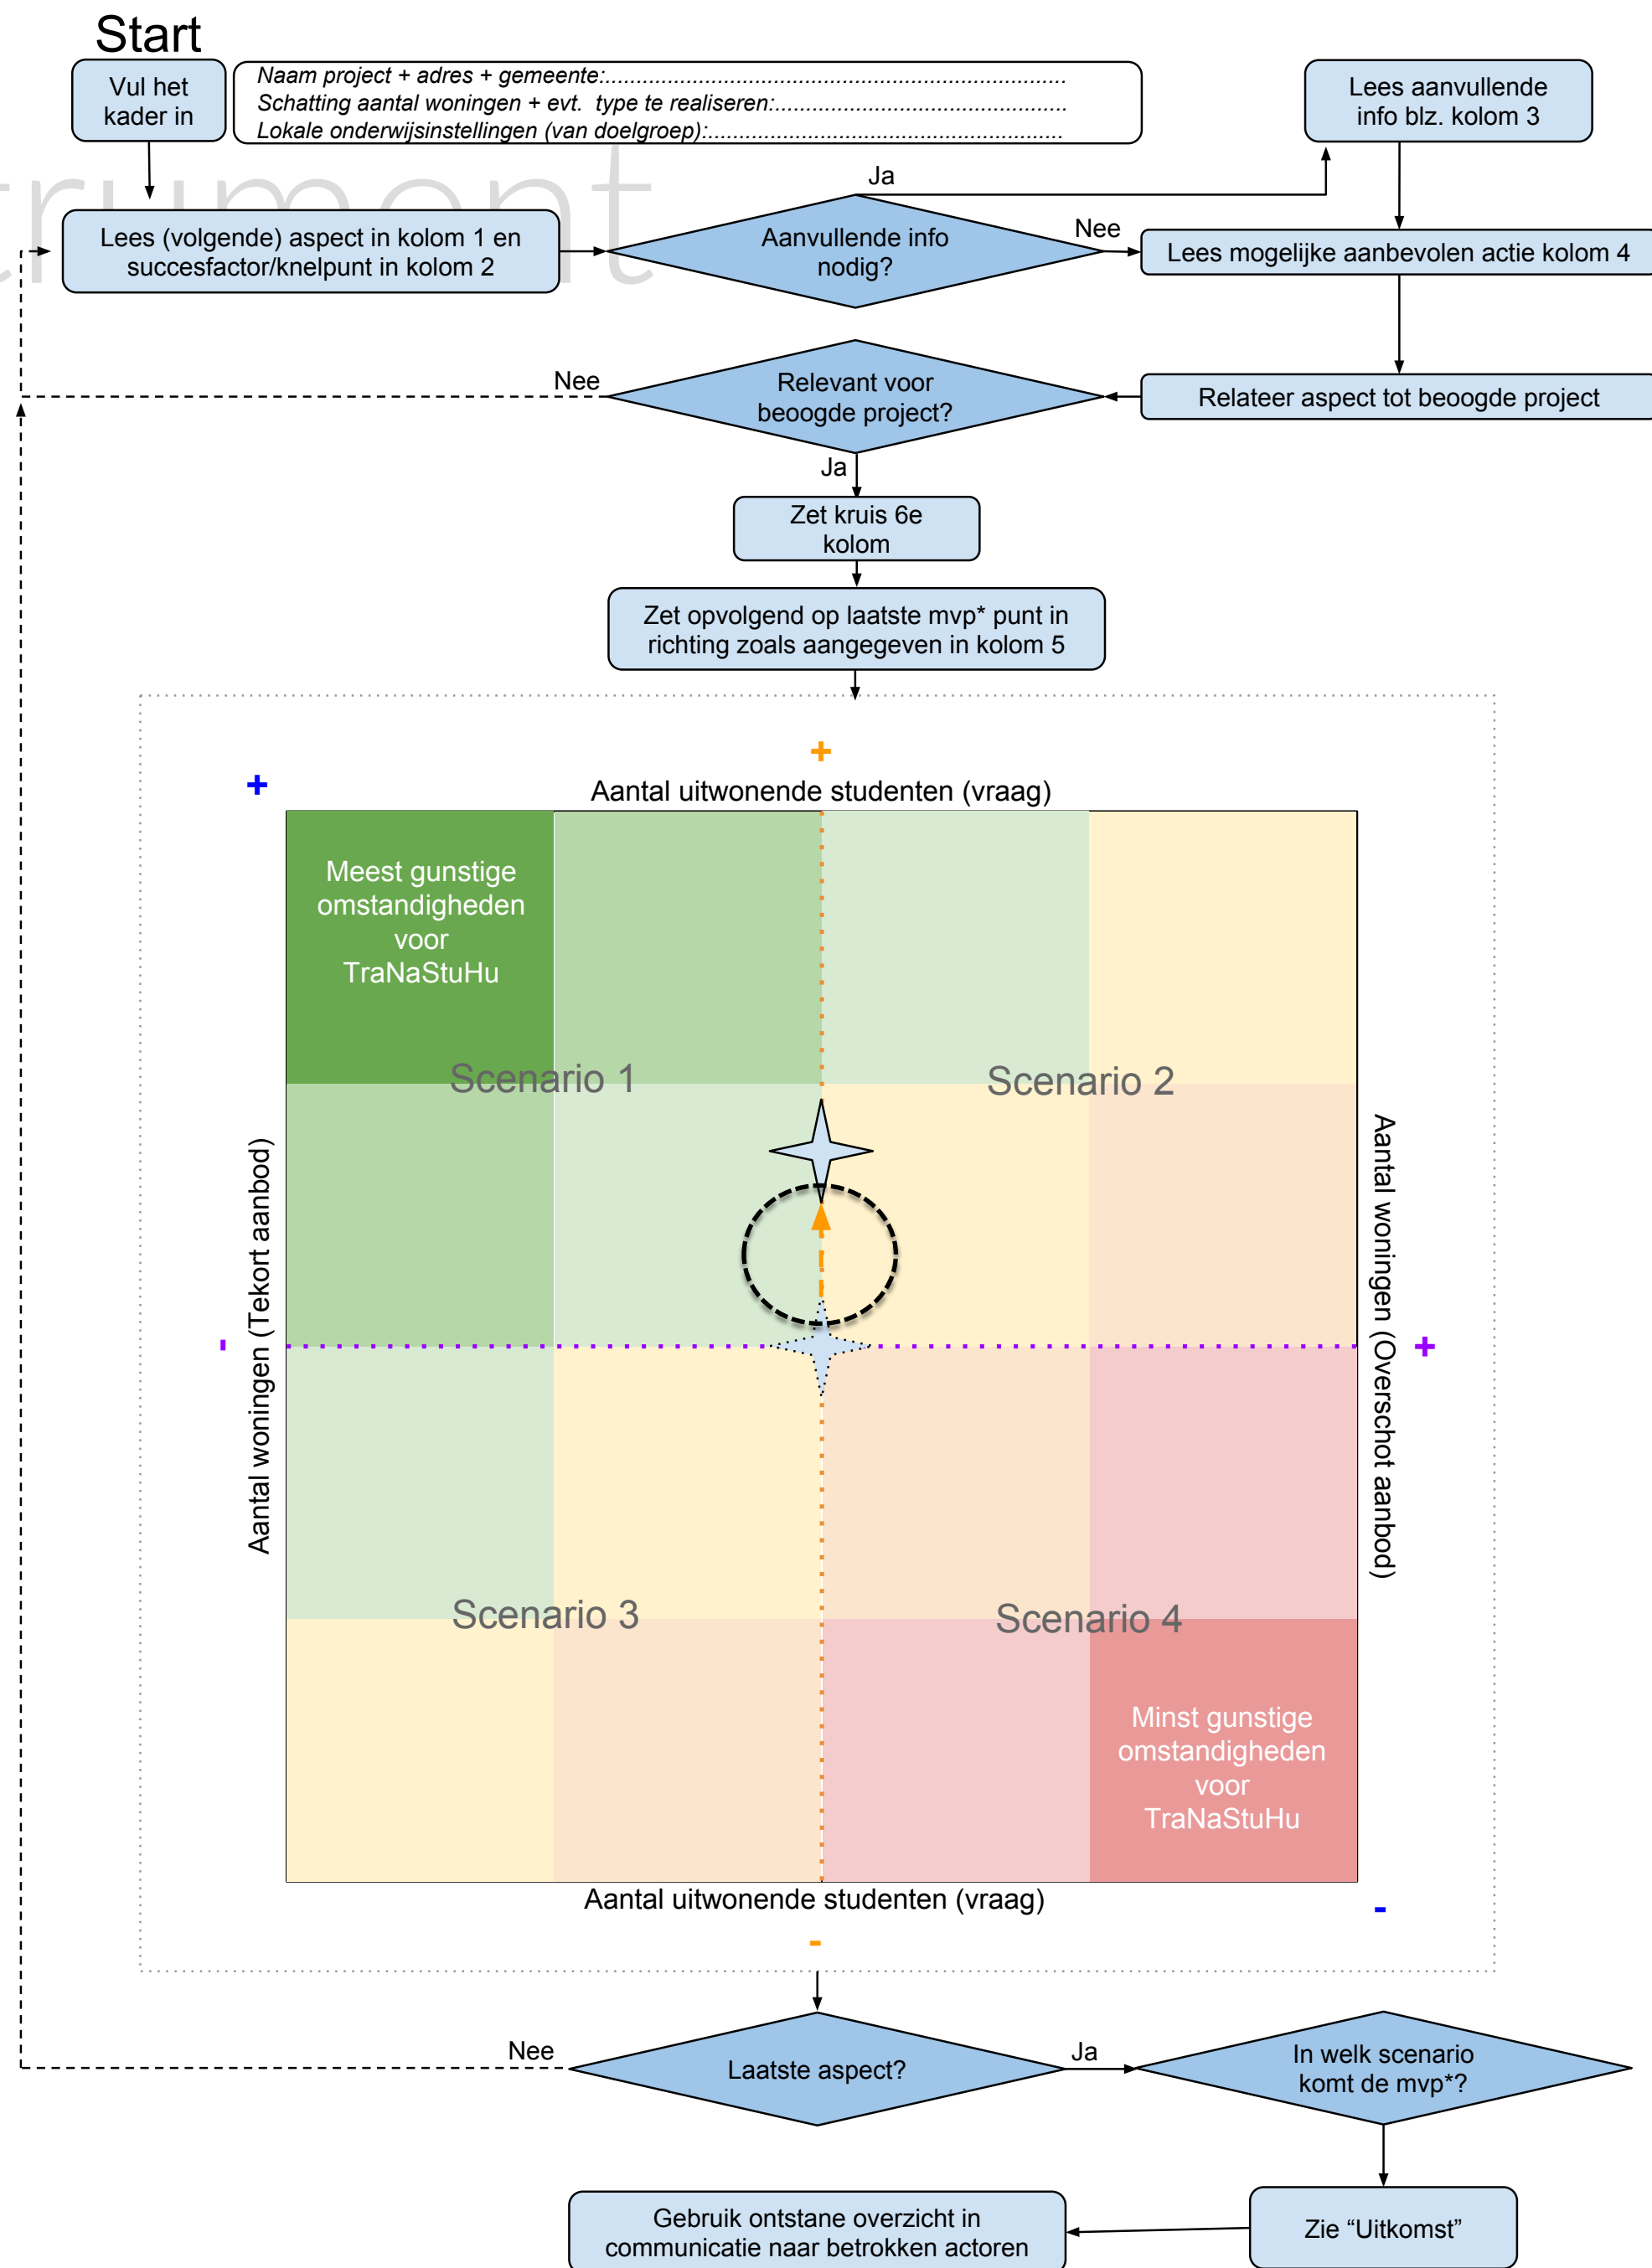 Start
Vul het
kader in
Naam project + adres + gemeente:...........................................................................
Schatting aantal woningen + evt. type te realiseren:...............................................
Lokale onderwijsinstellingen (van doelgroep):.........................................................
Lees aanvullende
info blz. kolom 3
trument
Ja
Lees (volgende) aspect in kolom 1 en
succesfactor/knelpunt in kolom 2
Aanvullende info
nodig?
Nee
Lees mogelijke aanbevolen actie kolom 4
Nee
Relevant voor
beoogde project?
Relateer aspect tot beoogde project
Ja
Zet kruis 6e
kolom
Zet opvolgend op laatste mvp* punt in
richting zoals aangegeven in kolom 5
+
+
Aantal uitwonende studenten (vraag)
Meest gunstige
omstandigheden
voor
TraNaStuHu
Scenario 1
Scenario 2
Aantal woningen (Tekort aanbod)
-
Aantal woningen (Overschot aanbod)
+
Scenario 3
Scenario 4
Minst gunstige
omstandigheden
voor
TraNaStuHu
Aantal uitwonende studenten (vraag)
-
-
Nee
Laatste aspect?
Ja
In welk scenario
komt de mvp*?
Gebruik ontstane overzicht in
communicatie naar betrokken actoren
Zie “Uitkomst”